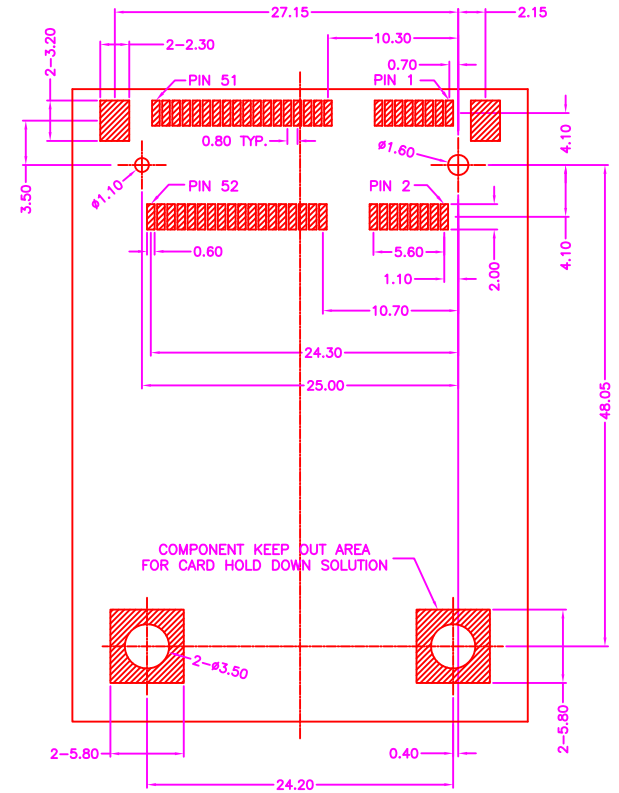 27.15
2.15
10.30
2-2.30
2-3.20
0.70
PIN 51
PIN 1
0.80 TYP.
ø1.60
4.10
ø1.10
3.50
PIN 52
PIN 2
0.60
5.60
4.10
1.10
2.00
10.70
24.30
25.00
48.05
COMPONENT KEEP OUT AREA
FOR CARD HOLD DOWN SOLUTION
2-ø3.50
2-5.80
2-5.80
0.40
24.20